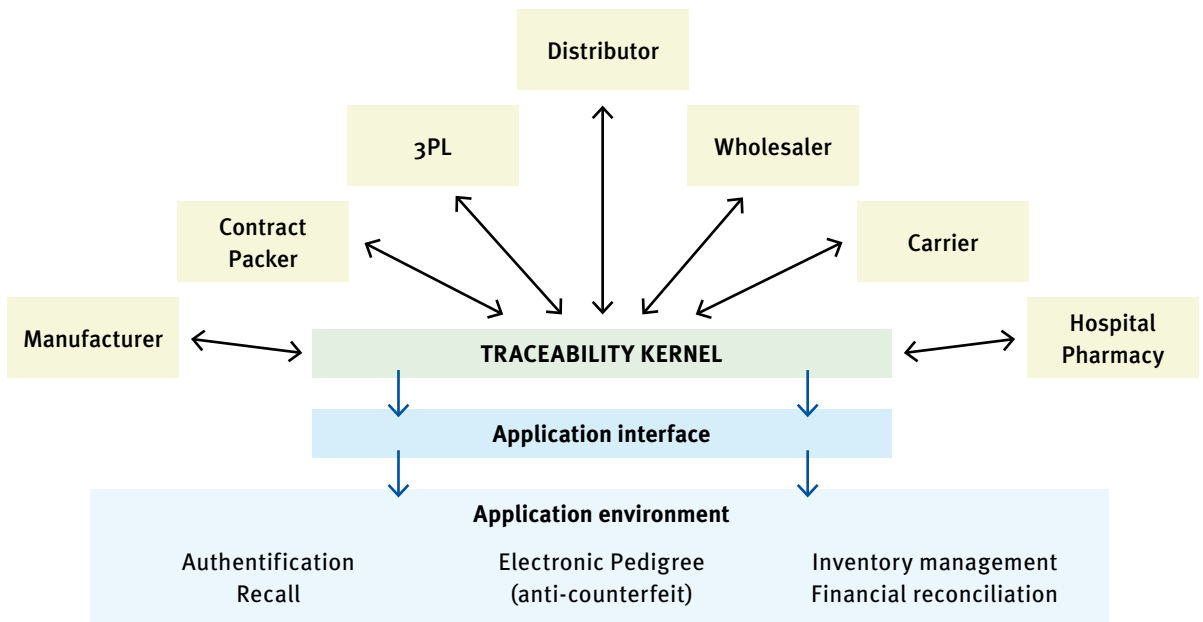 Distributor
3PL
Wholesaler
Contract
Packer
Carrier
Manufacturer
Hospital
Pharmacy
TRACEABILITY KERNEL
Application interface
Application environment
Authentification
Recall
Electronic Pedigree
(anti-counterfeit)
Inventory management
Financial reconciliation